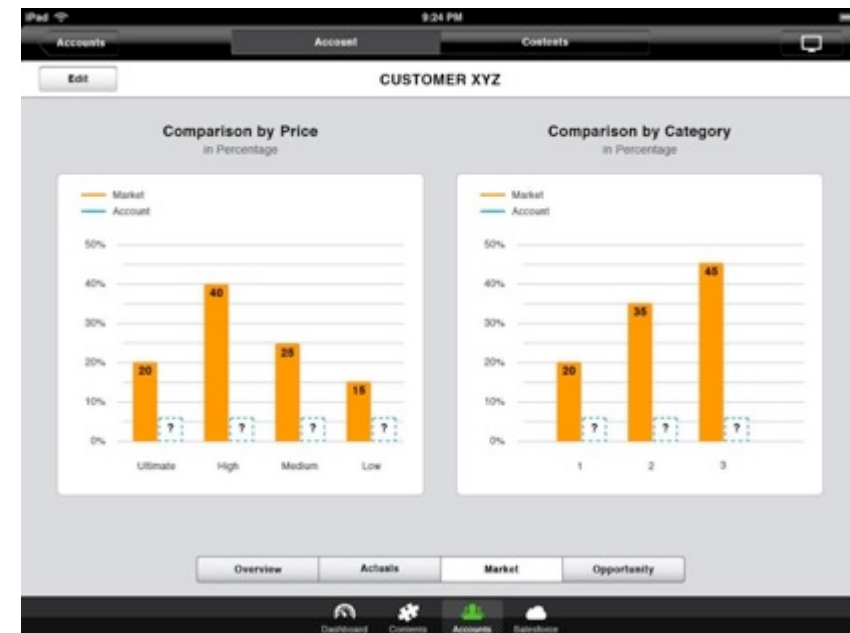 iPad 9:24 PM
Accounts Account Contents
Edit CUSTOMER XYZ
Comparison by Price
in Percentage
Market
Account
50%
40%
30%
20%
10%
0%
20 ? 40 ? 25 ? 15 ?
Ultimate High Medium Low
Comparison by Category
in Percentage
Market
Account
50%
40%
30%
20%
10%
0%
20 ? 35 ? 45 ?
1 2 3
Overview Actuals Market Opportunity
Dashboard Contents Accounts Salesforce